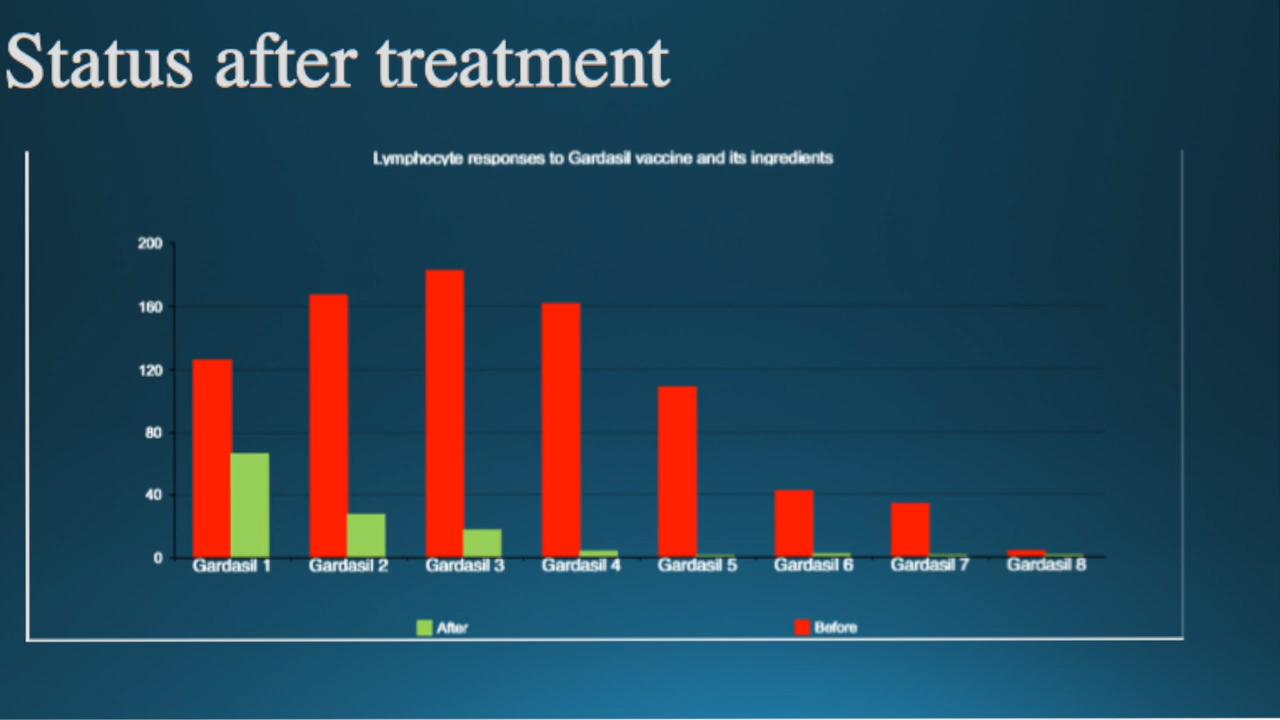 Status after treatment
Lymphocyte responses to Gardasil vaccine and its ingredients
200
160
120
80
40
0
Gardasil 1 Gardasil 2 Gardasil 3 Gardasil 4 Gardasil 5 Gardasil 6 Gardasil 7 Gardasil 8
After Before